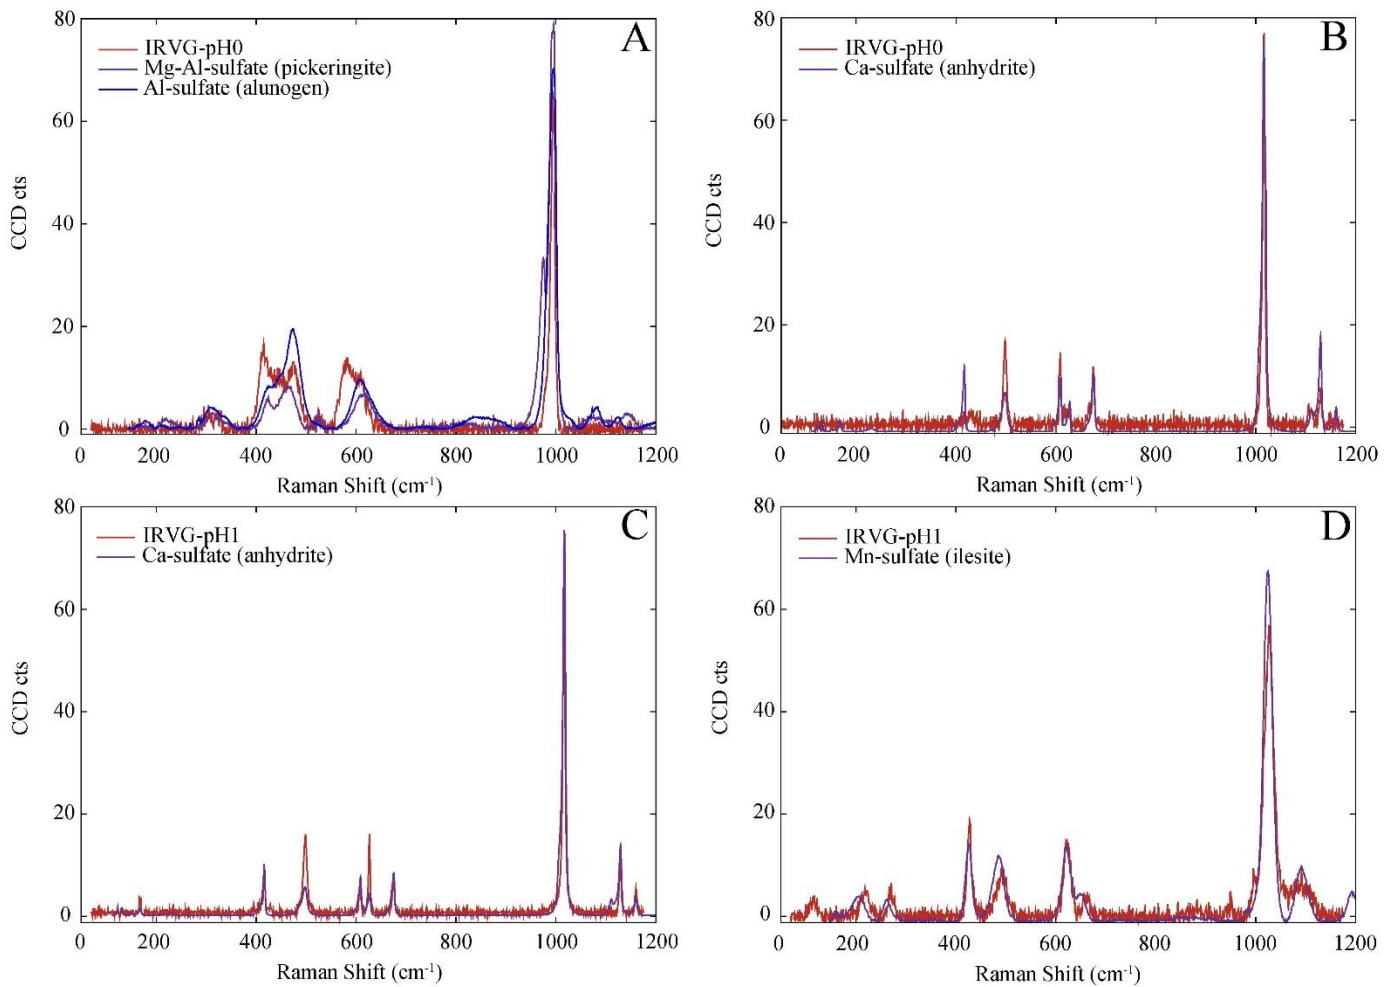 A
80
IRVG-pH0
Mg-Al-sulfate (pickeringite)
Al-sulfate (alunogen)
60
40
20
0
CCD cts
0 200 400 600 800 1000 1200
Raman Shift (cm-1)
B
80
IRVG-pH0
Ca-sulfate (anhydrite)
60
40
20
0
CCD cts
0 200 400 600 800 1000 1200
Raman Shift (cm-1)
C
80
IRVG-pH1
Ca-sulfate (anhydrite)
60
40
20
0
CCD cts
0 200 400 600 800 1000 1200
Raman Shift (cm-1)
D
80
IRVG-pH1
Mn-sulfate (ilesite)
60
40
20
0
CCD cts
0 200 400 600 800 1000 1200
Raman Shift (cm-1)